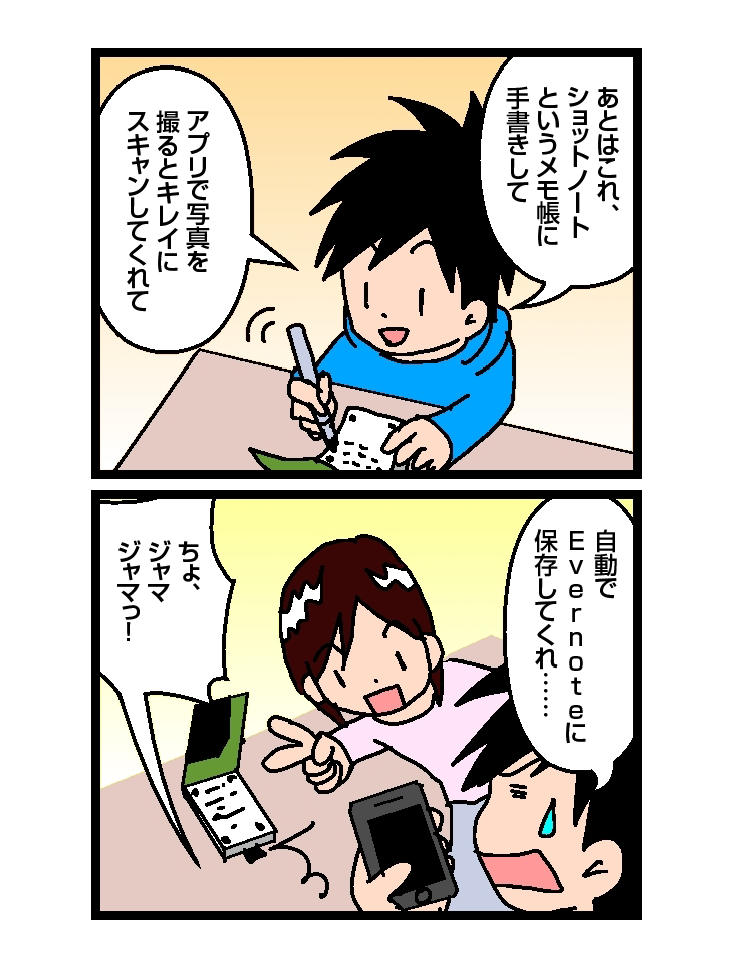 あとはこれ、
ショットノート
というメモ帳に
手書きして
アプリで写真を
撮るとキレイに
スキャンしてくれて
自動で
Evernoteに
保存してくれ……
ちょ、
ジャマ
ジャマっ!